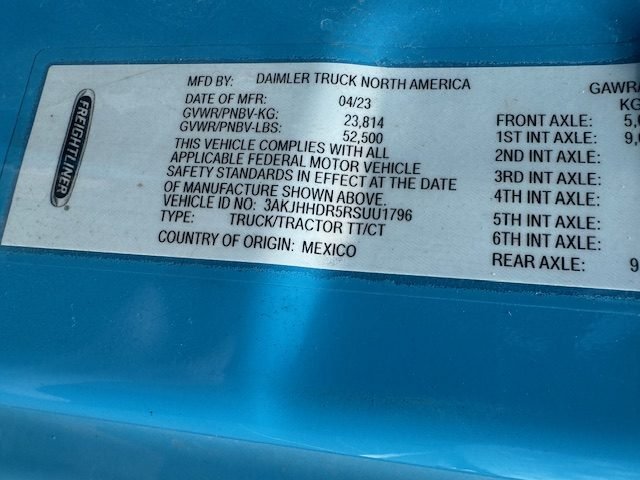 FREIGHTLINER
MFD BY: DAIMLER TRUCK NORTH AMERICA
DATE OF MFR: 04/23
GVWR/PNBV-KG: 23,814
GVWR/PNBV-LBS: 52,500
THIS VEHICLE COMPLIES WITH ALL
APPLICABLE FEDERAL MOTOR VEHICLE
SAFETY STANDARDS IN EFFECT AT THE DATE
OF MANUFACTURE SHOWN ABOVE.
VEHICLE ID NO: 3AKJHHDR5RSUU1796
TYPE: TRUCK/TRACTOR TT/CT
COUNTRY OF ORIGIN: MEXICO
GAWR/
KG
FRONT AXLE: 5,
1ST INT AXLE: 9,
2ND INT AXLE:
3RD INT AXLE:
4TH INT AXLE:
5TH INT AXLE:
6TH INT AXLE:
REAR AXLE: 9